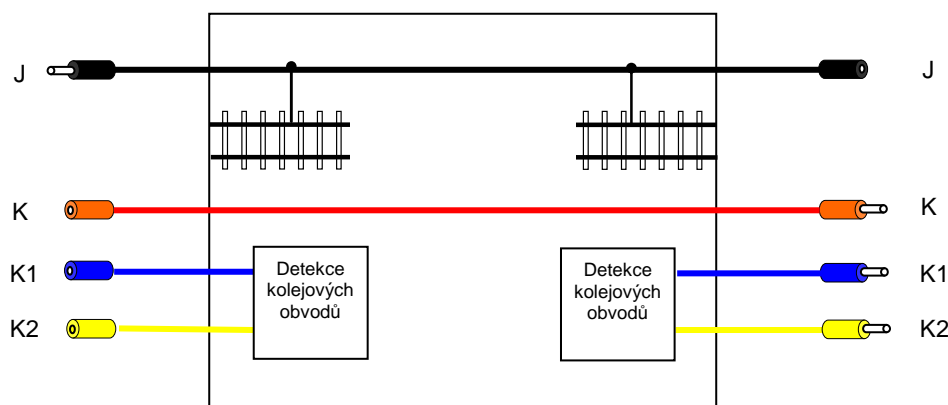 J J
K K
K1 K1
K2 K2
Detekce
kolejových
obvodů
Detekce
kolejových
obvodů